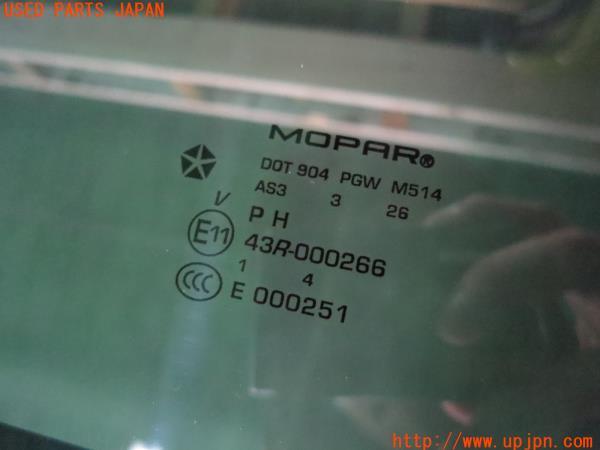 USED PARTS JAPAN
MOPAR®
DOT 904 PGW M514
AS3 3 26
V P H
E11 43R-000266
1 4
CCC E 000251
http://www.upjpn.com/